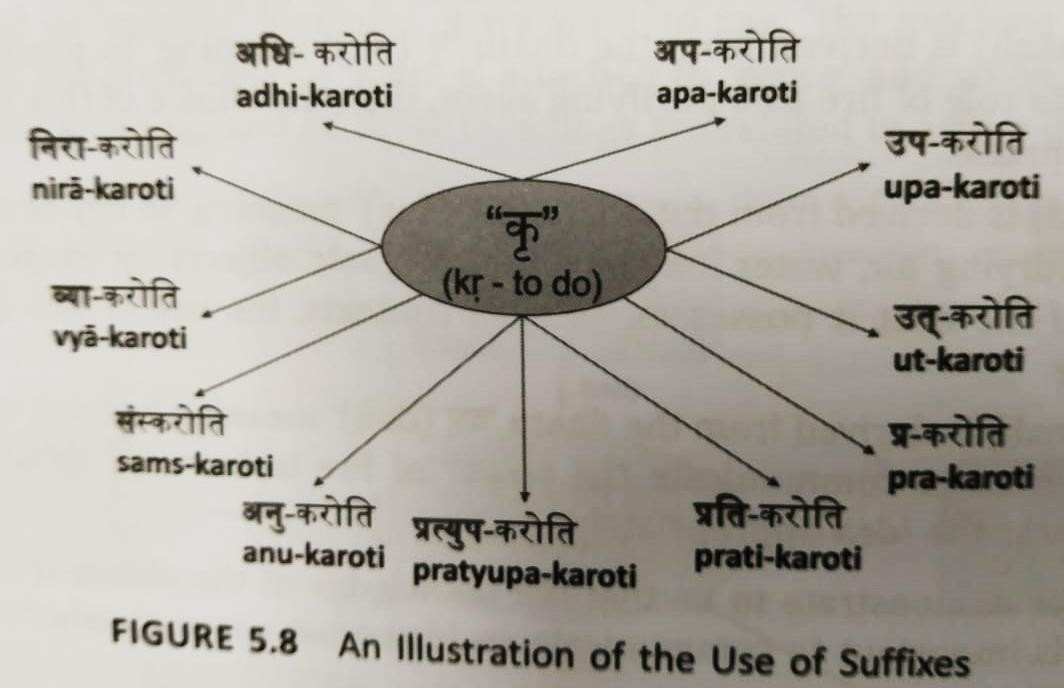 अधि- करोति
adhi-karoti
अप-करोति
apa-karoti
निरा-करोति
nirā-karoti
उप-करोति
upa-karoti
“कृ”
(kṛ - to do)
व्या-करोति
vyā-karoti
उत्-करोति
ut-karoti
संस्करोति
sams-karoti
प्र-करोति
pra-karoti
अनु-करोति
anu-karoti
प्रत्युप-करोति
pratyupa-karoti
प्रति-करोति
prati-karoti
FIGURE 5.8 An Illustration of the Use of Suffixes